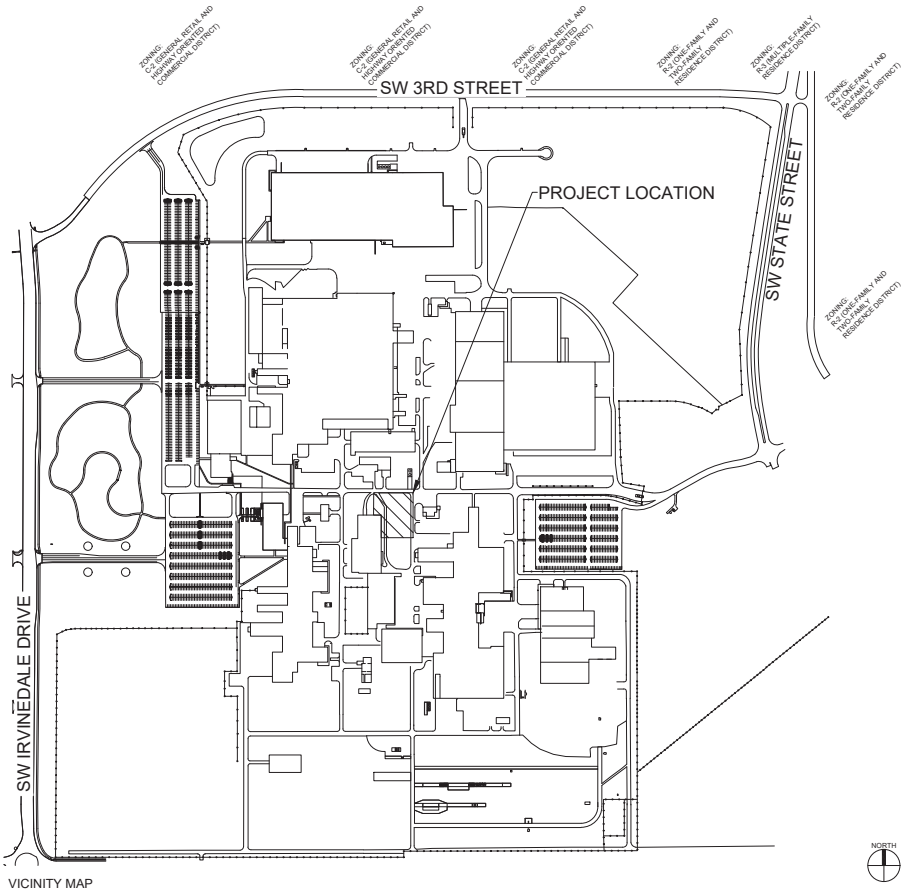 ZONING:
C-2 (GENERAL RETAIL AND
HIGHWAY ORIENTED
COMMERCIAL DISTRICT)
ZONING:
C-2 (GENERAL RETAIL AND
HIGHWAY ORIENTED
COMMERCIAL DISTRICT)
ZONING:
C-2 (GENERAL RETAIL AND
HIGHWAY ORIENTED
COMMERCIAL DISTRICT)
ZONING:
R-2 (ONE-FAMILY AND
TWO-FAMILY
RESIDENCE DISTRICT)
ZONING:
R-3 (MULTIPLE-FAMILY
RESIDENCE DISTRICT)
ZONING:
R-2 (ONE-FAMILY AND
TWO-FAMILY
RESIDENCE DISTRICT)
SW 3RD STREET
PROJECT LOCATION
SW STATE STREET
ZONING:
R-2 (ONE-FAMILY AND
TWO-FAMILY
RESIDENCE DISTRICT)
SW IRVINEDALE DRIVE
NORTH
VICINITY MAP